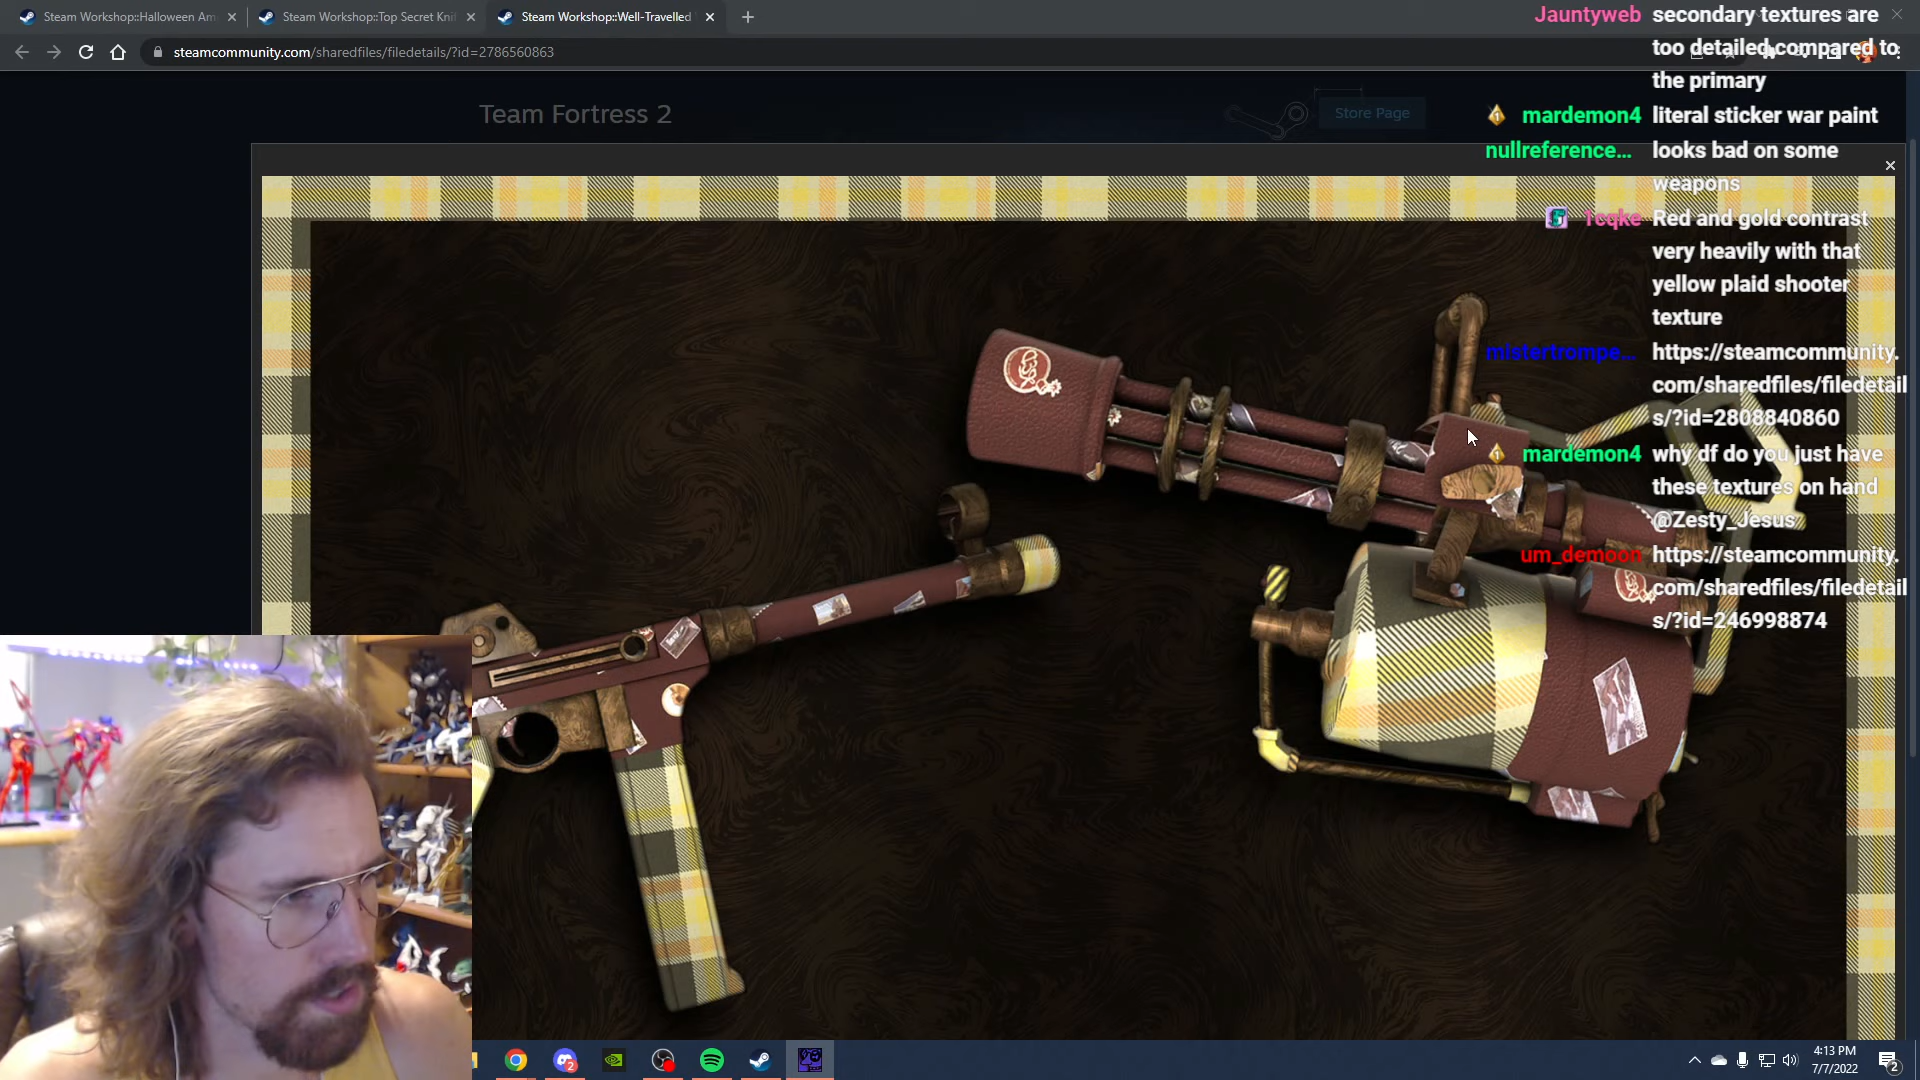 Steam Workshop::Halloween Am
Steam Workshop::Top Secret Knif
Steam Workshop::Well-Travelled
steamcommunity.com/sharedfiles/filedetails/?id=2786560863
Team Fortress 2
Store Page
Jauntyweb secondary textures are
too detailed compared to
the primary
mardemon4 literal sticker war paint
nullreference... looks bad on some
weapons
1cqke Red and gold contrast
very heavily with that
yellow plaid shooter
texture
mistertrompe... https://steamcommunity.
com/sharedfiles/filedetail
s/?id=2808840860
mardemon4 why df do you just have
these textures on hand
@Zesty_Jesus
um_demoon https://steamcommunity.
com/sharedfiles/filedetail
s/?id=246998874
4:13 PM
7/7/2022
2
2